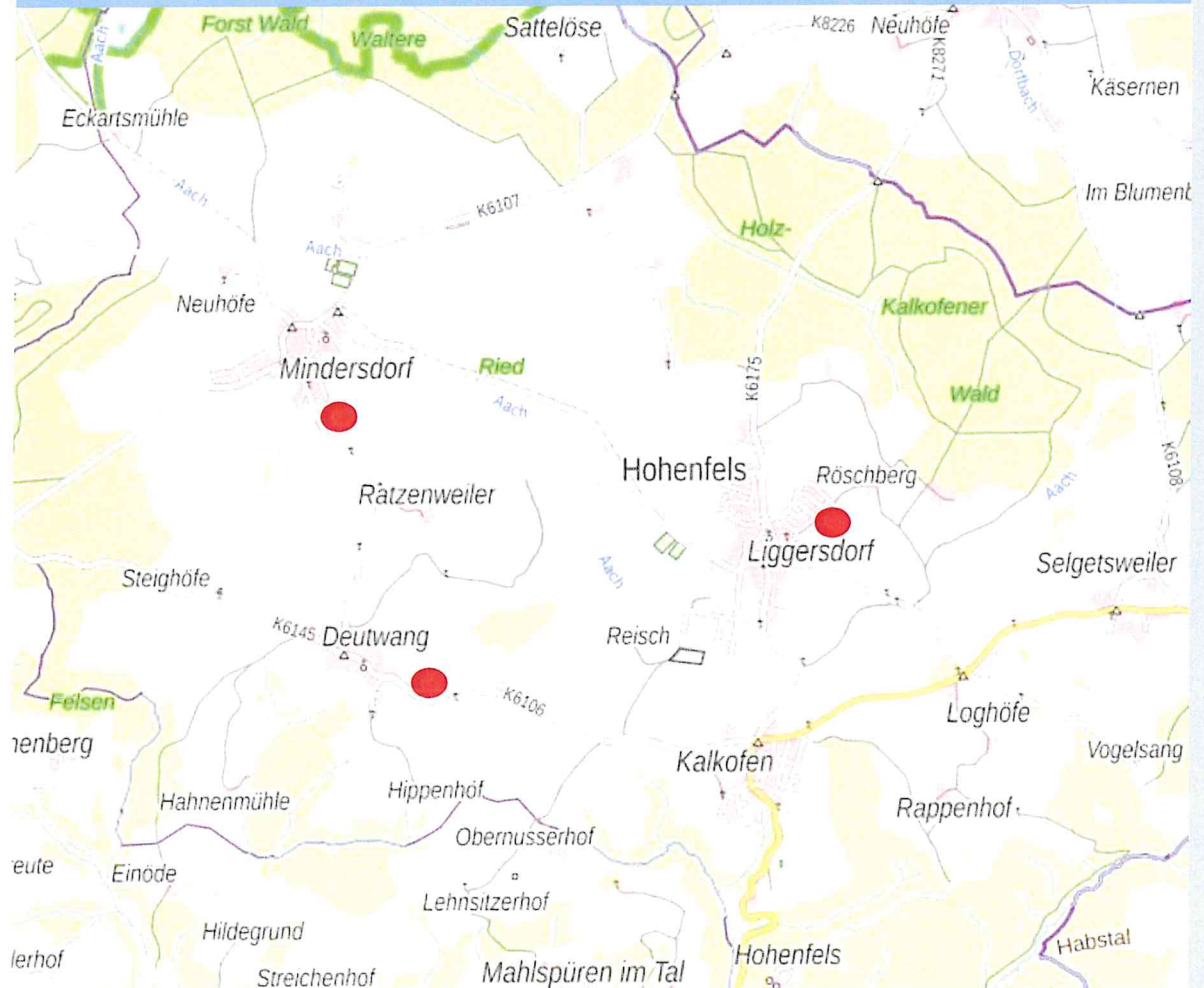 Forst Wald
Waltere
Sattelöse
K8226
Neuhöfe
Aach
K8271
Dorfbach
Käsernen
Eckartsmühle
Aach
Im Blumenb
K6107
Holz-
Aach
Neuhöfe
Kalkofener
Mindersdorf
Ried
K6175
Aach
Wald
Hohenfels
Röschberg
K6108
Ratzenweiler
Aach
Liggersdorf
Selgetsweiler
Steighöfe
Aach
K6145
Deutwang
Reisch
Felsen
K6106
Loghöfe
nenberg
Kalkofen
Vogelsang
Hahnenmühle
Hippenhof
Rappenhof
Obernusserhof
reute
Einöde
Lehnsitzerhof
Hildegrund
Habstal
lerhof
Hohenfels
Streichenhof
Mahlspüren im Tal